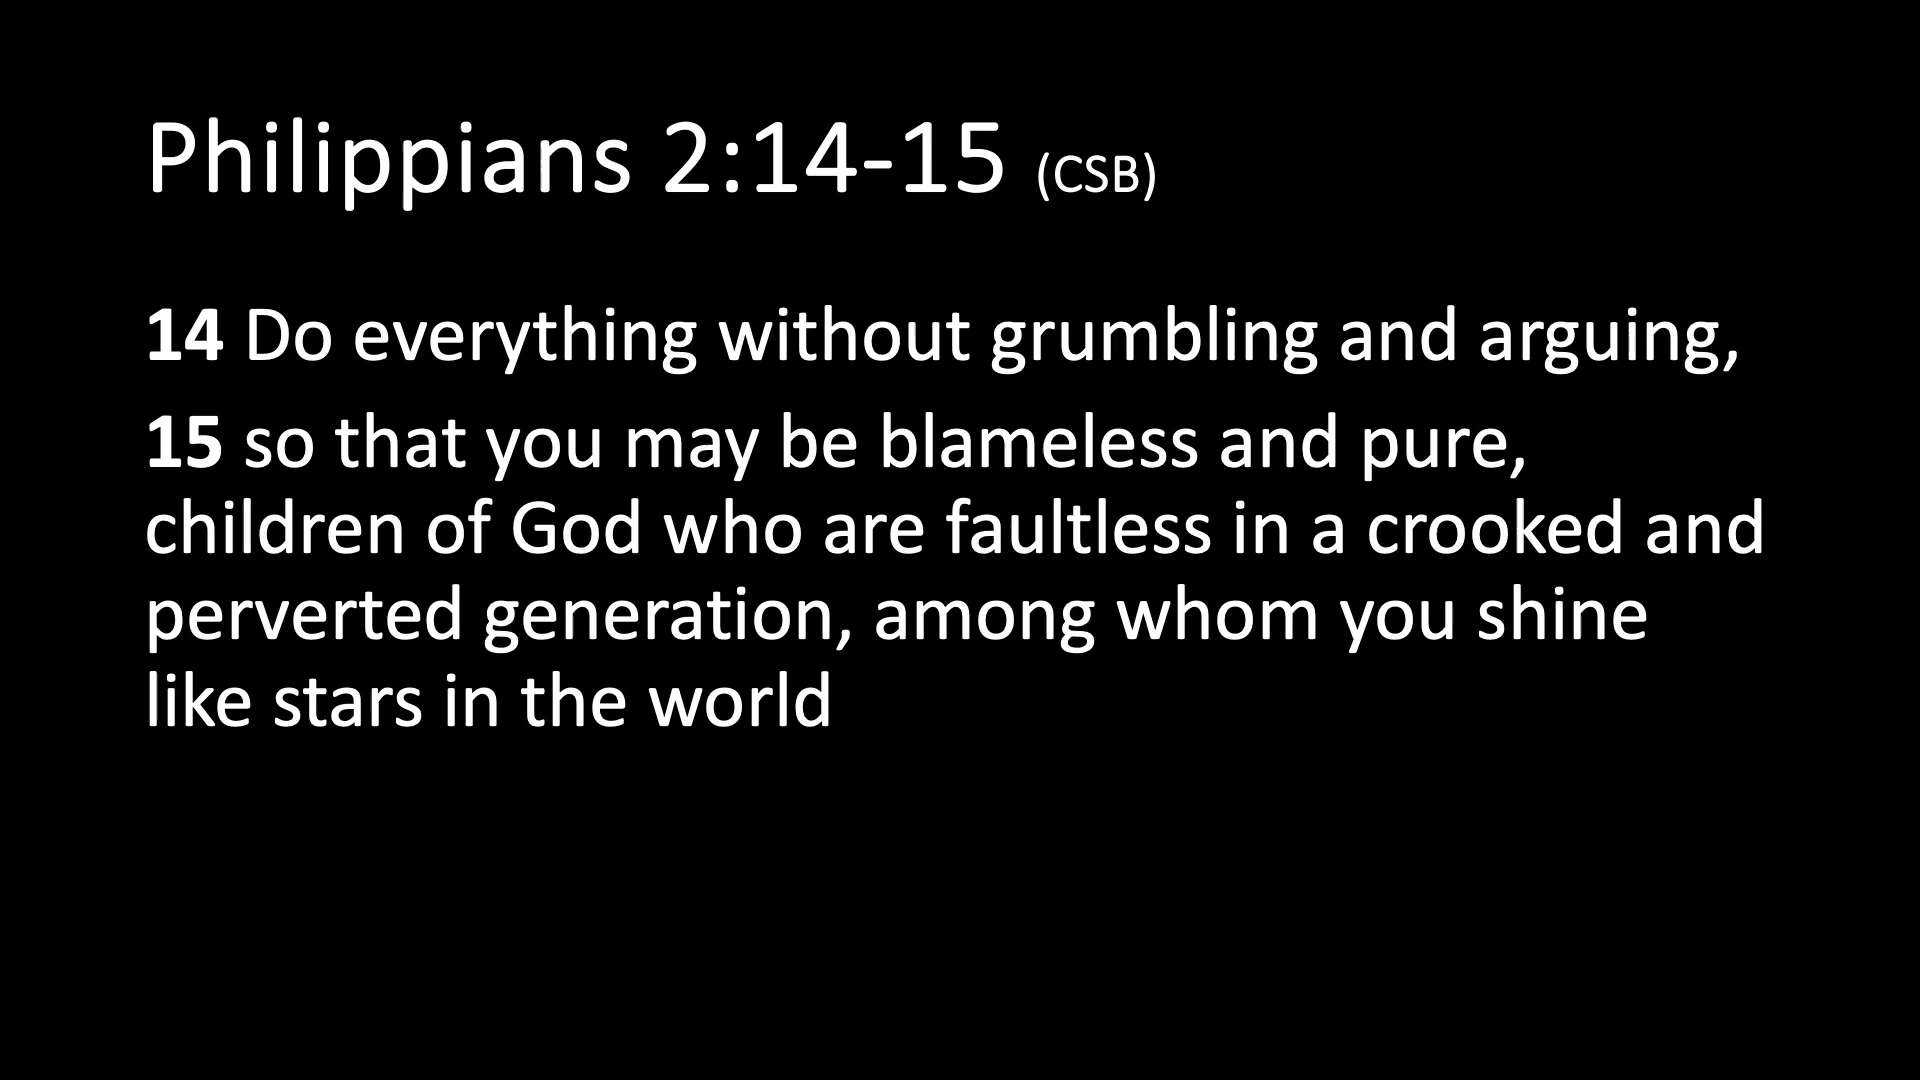 Philippians 2:14-15 (CSB)
14 Do everything without grumbling and arguing,
15 so that you may be blameless and pure,
children of God who are faultless in a crooked and
perverted generation, among whom you shine
like stars in the world